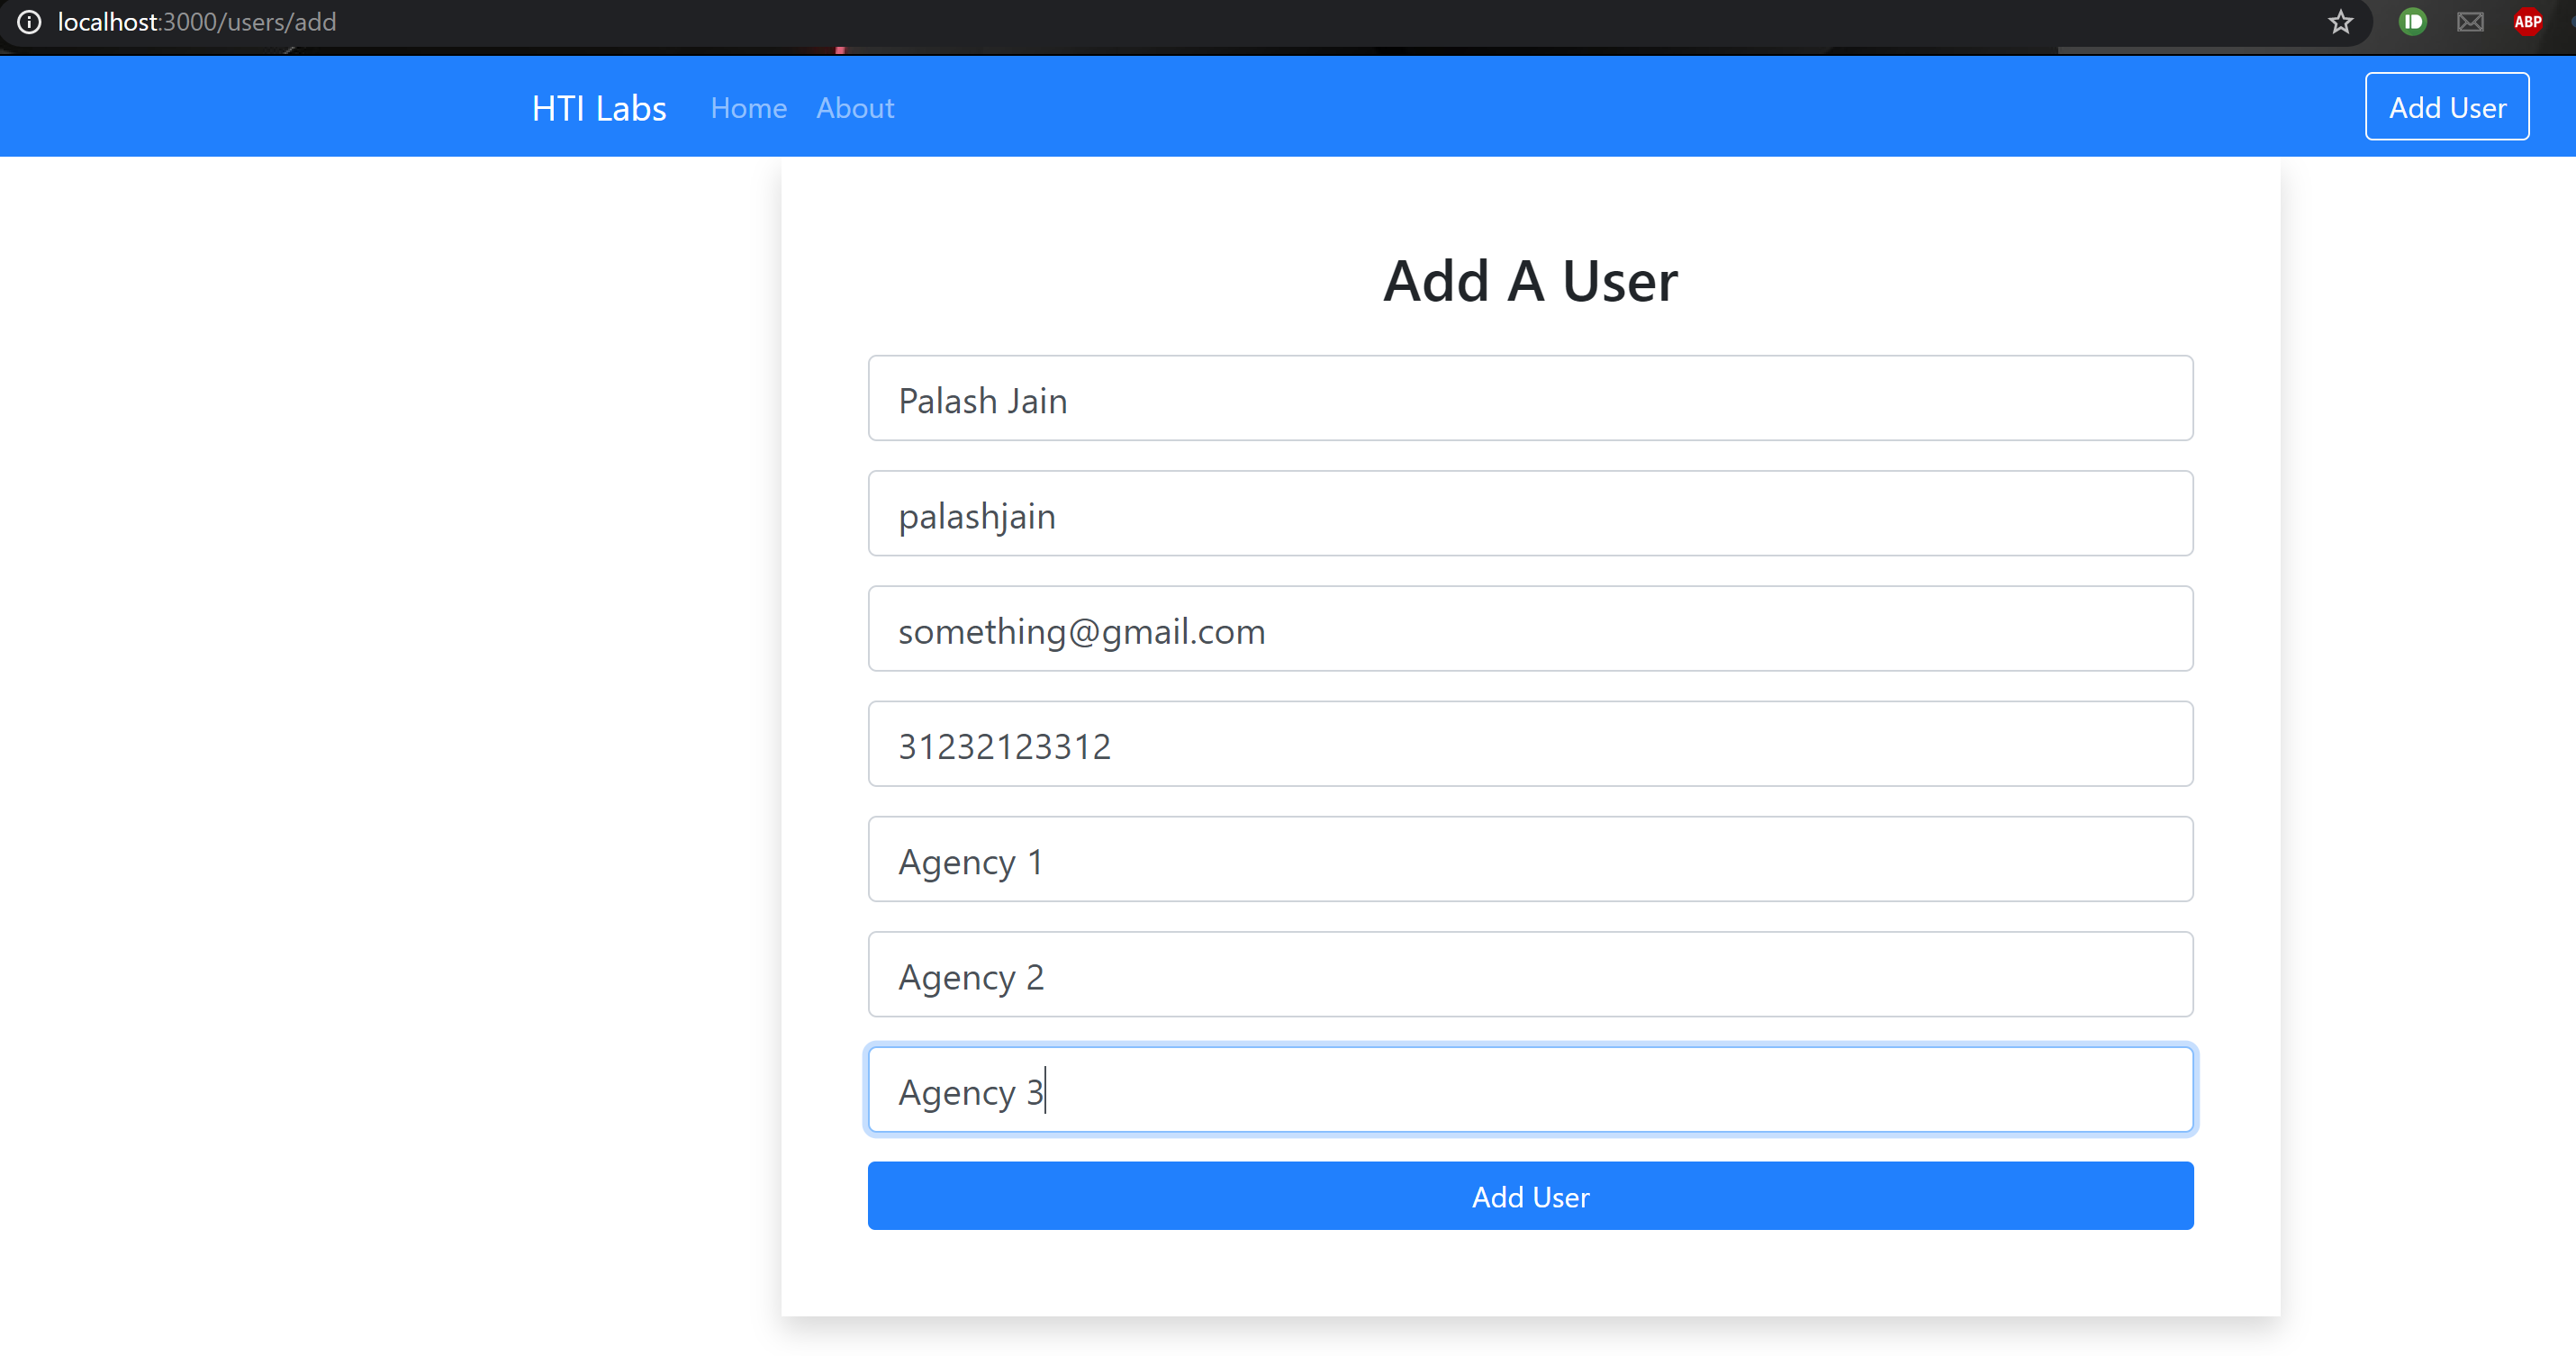 localhost:3000/users/add
ABP
HTI Labs Home About Add User
Add A User
Palash Jain
palashjain
something@gmail.com
31232123312
Agency 1
Agency 2
Agency 3
Add User